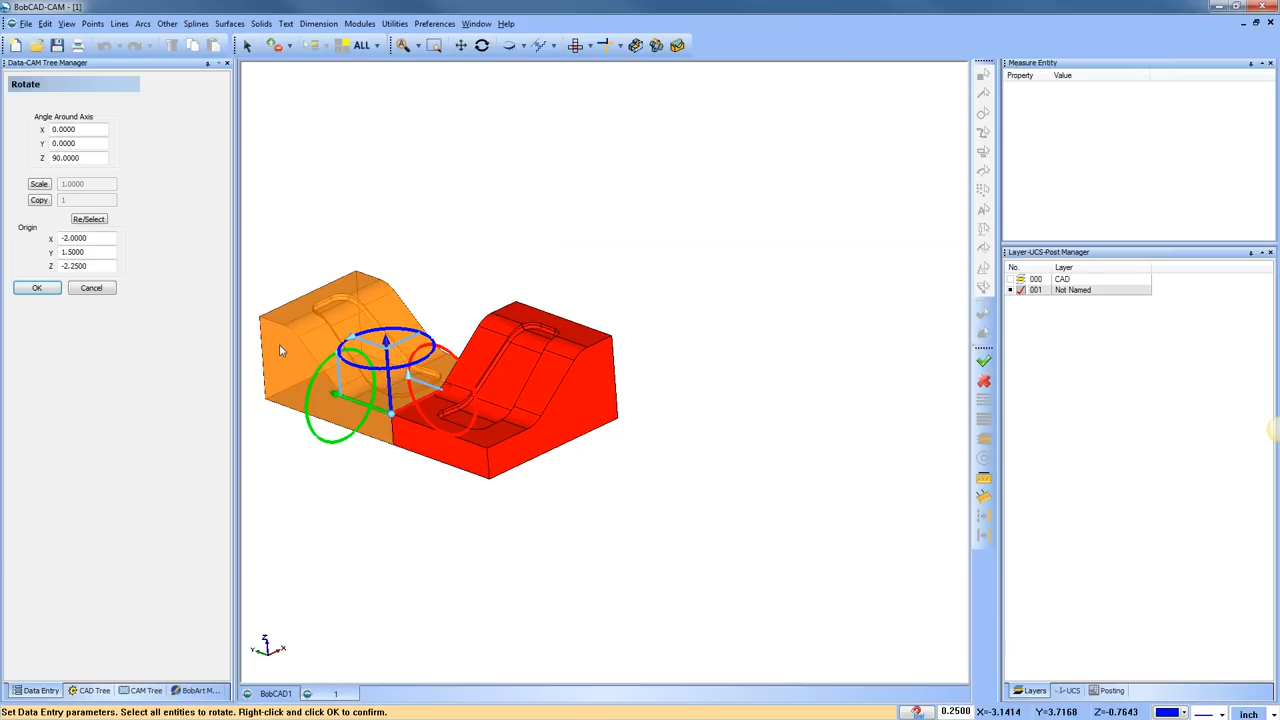 BobCAD-CAM - [1]
File Edit View Points Lines Arcs Other Splines Surfaces Solids Text Dimension Modules Utilities Preferences Window Help
ALL
Data-CAM Tree Manager
Measure Entity
Property Value
Rotate
Angle Around Axis
X 0.0000
Y 0.0000
Z 90.0000
Scale 1.0000
Copy 1
Re/Select
Origin
X -2.0000
Y 1.5000
Z -2.2500
OK Cancel
Layer-UCS-Post Manager
No. Layer
000 CAD
001 Not Named
Z
Y X
Data Entry CAD Tree CAM Tree BobArt M...
BobCAD1 1
Layers UCS Posting
Set Data Entry parameters. Select all entities to rotate. Right-click and click OK to confirm.
0.2500 X=-3.1414 Y=3.7168 Z=-0.7643 inch